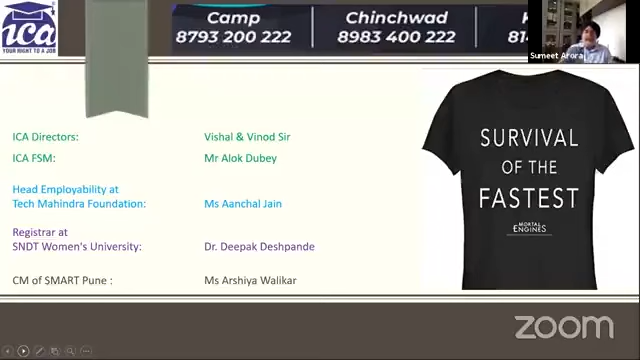 ica
YOUR RIGHT TO A JOB
Camp
8793 200 222
Chinchwad
8983 400 222
Sumeet Arora
ICA Directors: Vishal & Vinod Sir
ICA FSM: Mr Alok Dubey
Head Employability at
Tech Mahindra Foundation: Ms Aanchal Jain
Registrar at
SNDT Women's University: Dr. Deepak Deshpande
CM of SMART Pune : Ms Arshiya Walikar
SURVIVAL
OF THE
FASTEST
MORTAL
ENGINES
zoom